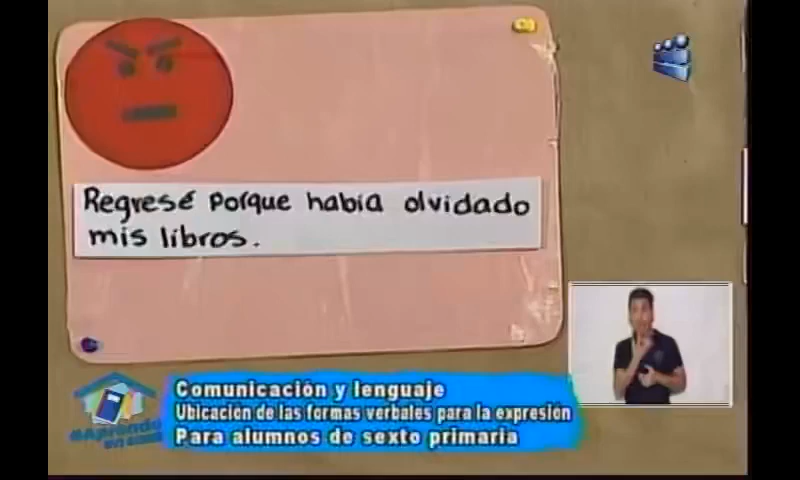 Regresé porque había olvidado
mis libros.
Comunicación y lenguaje
Ubicación de las formas verbales para la expresión
Para alumnos de sexto primaria
#Aprendo